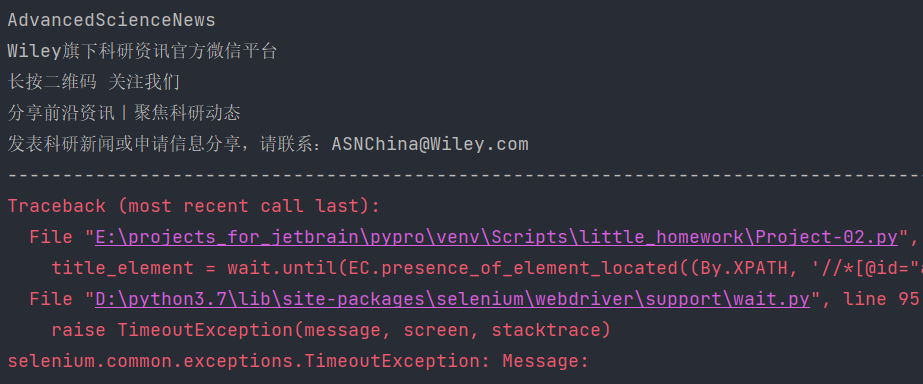 AdvancedScienceNews
Wiley旗下科研资讯官方微信平台
长按二维码 关注我们
分享前沿资讯｜聚焦科研动态
发表科研新闻或申请信息分享，请联系：ASNChina@Wiley.com
--------------------------------------------------------------------------------
Traceback (most recent call last):
  File "E:\projects_for_jetbrain\pypro\venv\Scripts\little_homework\Project-02.py",
    title_element = wait.until(EC.presence_of_element_located((By.XPATH, '//*[@id="a
  File "D:\python3.7\lib\site-packages\selenium\webdriver\support\wait.py", line 95
    raise TimeoutException(message, screen, stacktrace)
selenium.common.exceptions.TimeoutException: Message: